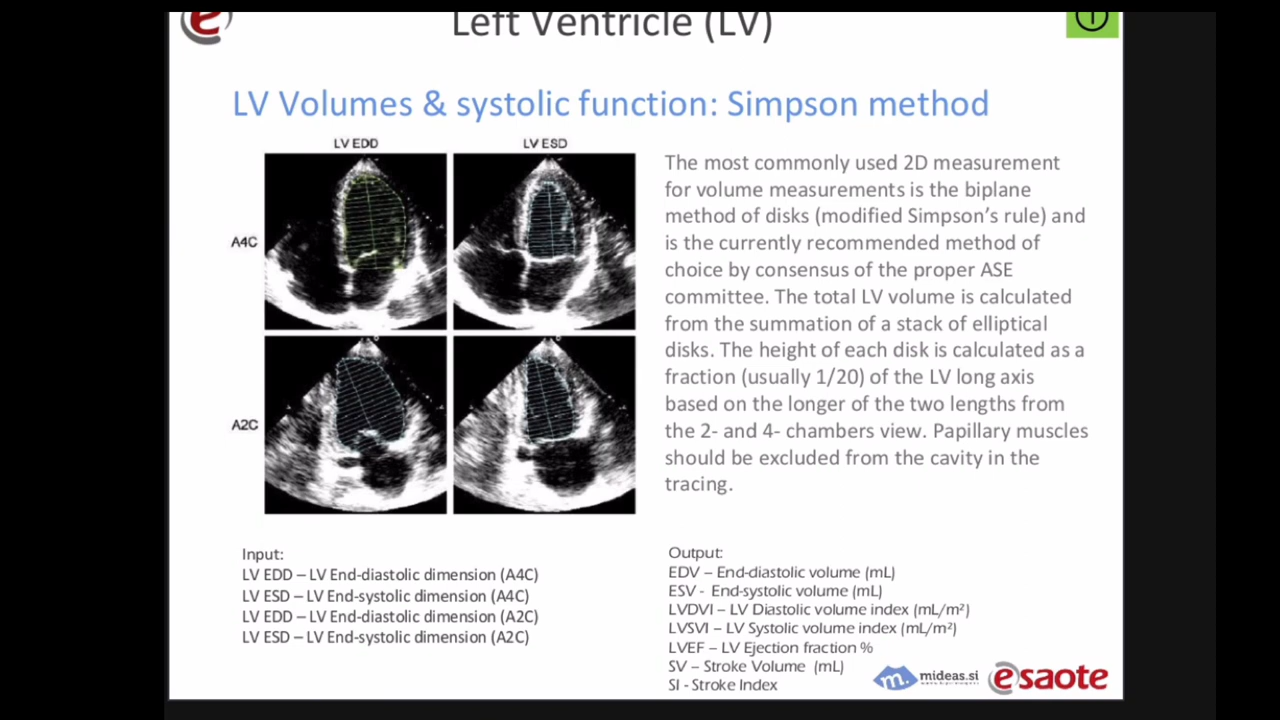 Left Ventricle (LV)
LV Volumes & systolic function: Simpson method
LV EDD
LV ESD
A4C
A2C
The most commonly used 2D measurement
for volume measurements is the biplane
method of disks (modified Simpson's rule) and
is the currently recommended method of
choice by consensus of the proper ASE
committee. The total LV volume is calculated
from the summation of a stack of elliptical
disks. The height of each disk is calculated as a
fraction (usually 1/20) of the LV long axis
based on the longer of the two lengths from
the 2- and 4- chambers view. Papillary muscles
should be excluded from the cavity in the
tracing.
Input:
LV EDD – LV End-diastolic dimension (A4C)
LV ESD – LV End-systolic dimension (A4C)
LV EDD – LV End-diastolic dimension (A2C)
LV ESD – LV End-systolic dimension (A2C)
Output:
EDV – End-diastolic volume (mL)
ESV - End-systolic volume (mL)
LVDVI – LV Diastolic volume index (mL/m²)
LVSVI – LV Systolic volume index (mL/m²)
LVEF – LV Ejection fraction %
SV – Stroke Volume (mL)
SI - Stroke Index
m. mideas.si
esaote